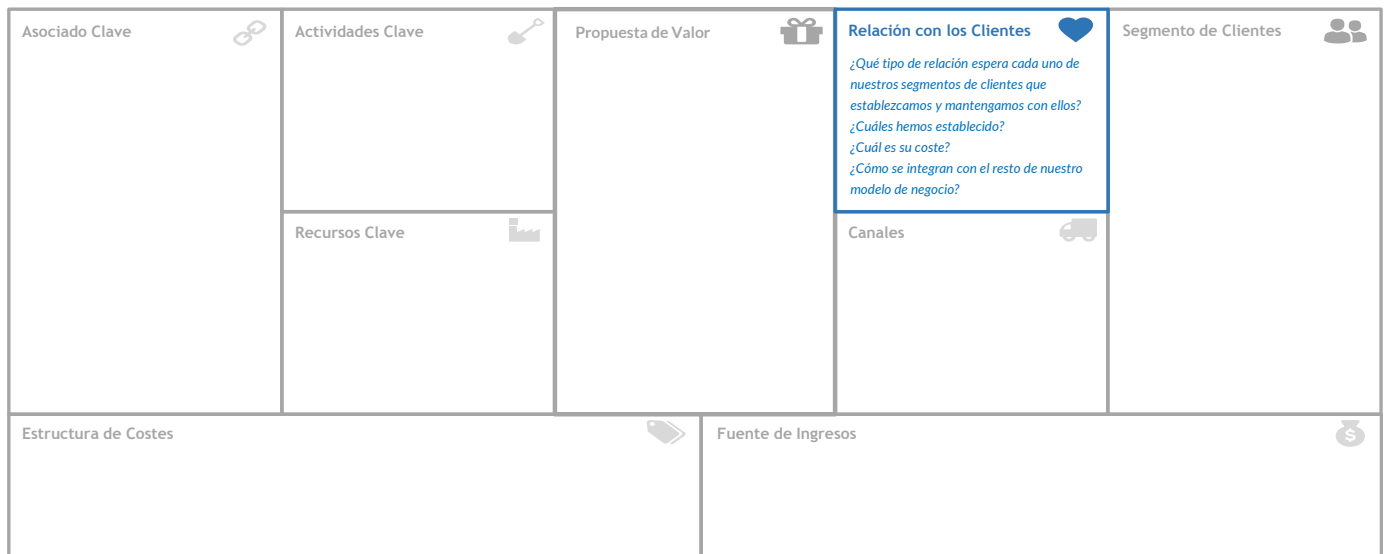 Asociado Clave
Actividades Clave
Propuesta de Valor
Relación con los Clientes
¿Qué tipo de relación espera cada uno de
nuestros segmentos de clientes que
establezcamos y mantengamos con ellos?
¿Cuáles hemos establecido?
¿Cuál es su coste?
¿Cómo se integran con el resto de nuestro
modelo de negocio?
Segmento de Clientes
Recursos Clave
Canales
Estructura de Costes
Fuente de Ingresos
$